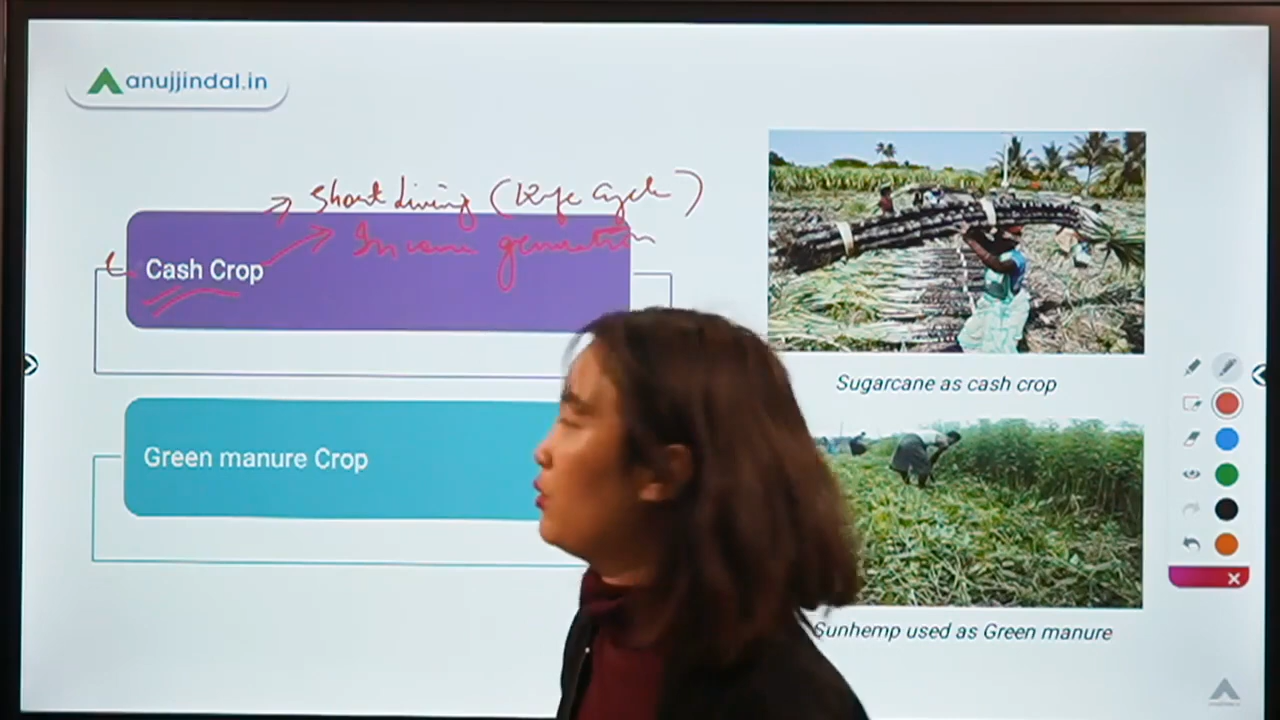 anujjindal.in
Short Living (Life Cycle)
Income generation
Cash Crop
Sugarcane as cash crop
Green manure Crop
Sunhemp used as Green manure